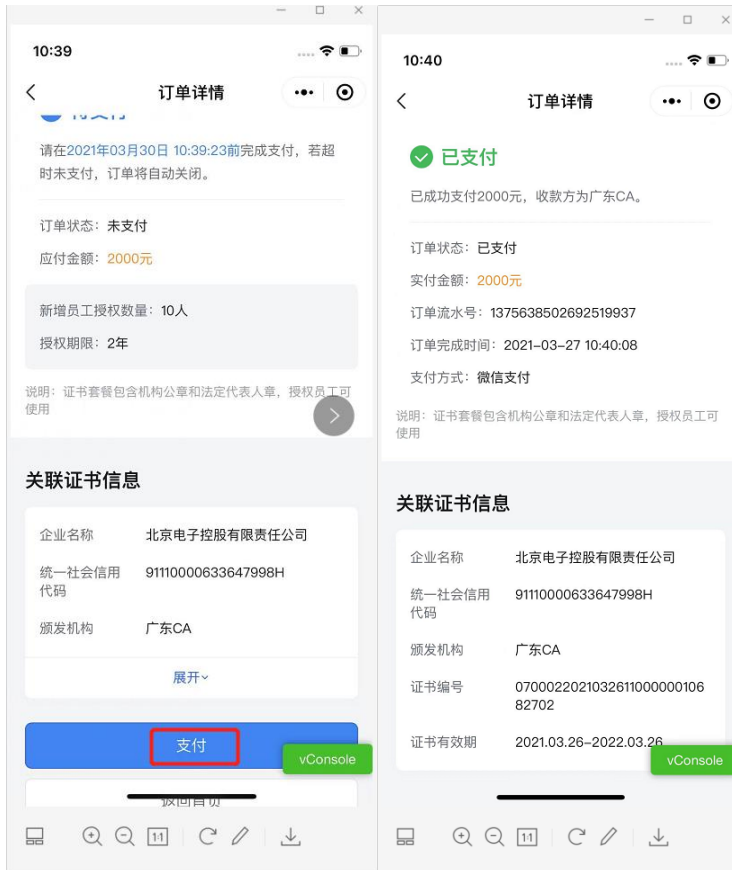 10:39
订单详情
待支付
请在2021年03月30日 10:39:23前完成支付，若超
时未支付，订单将自动关闭。
订单状态：未支付
应付金额：2000元
新增员工授权数量：10人
授权期限：2年
说明：证书套餐包含机构公章和法定代表人章，授权员工可
使用
关联证书信息
企业名称 北京电子控股有限责任公司
统一社会信用
代码
91110000633647998H
颁发机构 广东CA
展开
支付
vConsole
返回首页
1:1
10:40
订单详情
已支付
已成功支付2000元，收款方为广东CA。
订单状态：已支付
实付金额：2000元
订单流水号：1375638502692519937
订单完成时间：2021-03-27 10:40:08
支付方式：微信支付
说明：证书套餐包含机构公章和法定代表人章，授权员工可
使用
关联证书信息
企业名称 北京电子控股有限责任公司
统一社会信用
代码
91110000633647998H
颁发机构 广东CA
证书编号 0700022021032611000000106
82702
证书有效期 2021.03.26-2022.03.26
vConsole
1:1